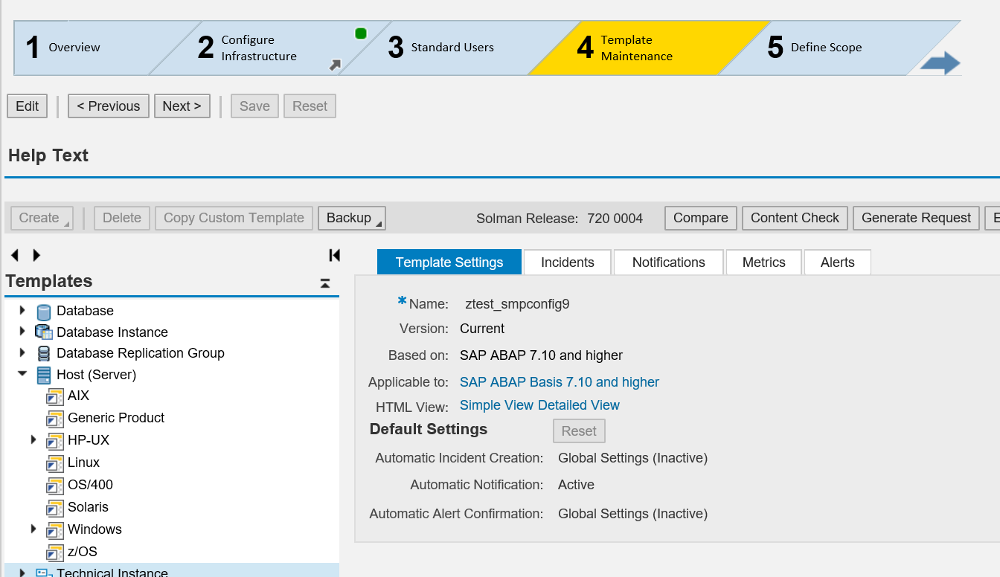 1 Overview
2 Configure Infrastructure
3 Standard Users
4 Template Maintenance
5 Define Scope
Edit < Previous Next > Save Reset
Help Text
Create Delete Copy Custom Template Backup Solman Release: 720 0004 Compare Content Check Generate Request
Templates
Database
Database Instance
Database Replication Group
Host (Server)
AIX
Generic Product
HP-UX
Linux
OS/400
Solaris
Windows
z/OS
Technical Instance
Template Settings Incidents Notifications Metrics Alerts
* Name: ztest_smpconfig9
Version: Current
Based on: SAP ABAP 7.10 and higher
Applicable to: SAP ABAP Basis 7.10 and higher
HTML View: Simple View Detailed View
Default Settings Reset
Automatic Incident Creation: Global Settings (Inactive)
Automatic Notification: Active
Automatic Alert Confirmation: Global Settings (Inactive)